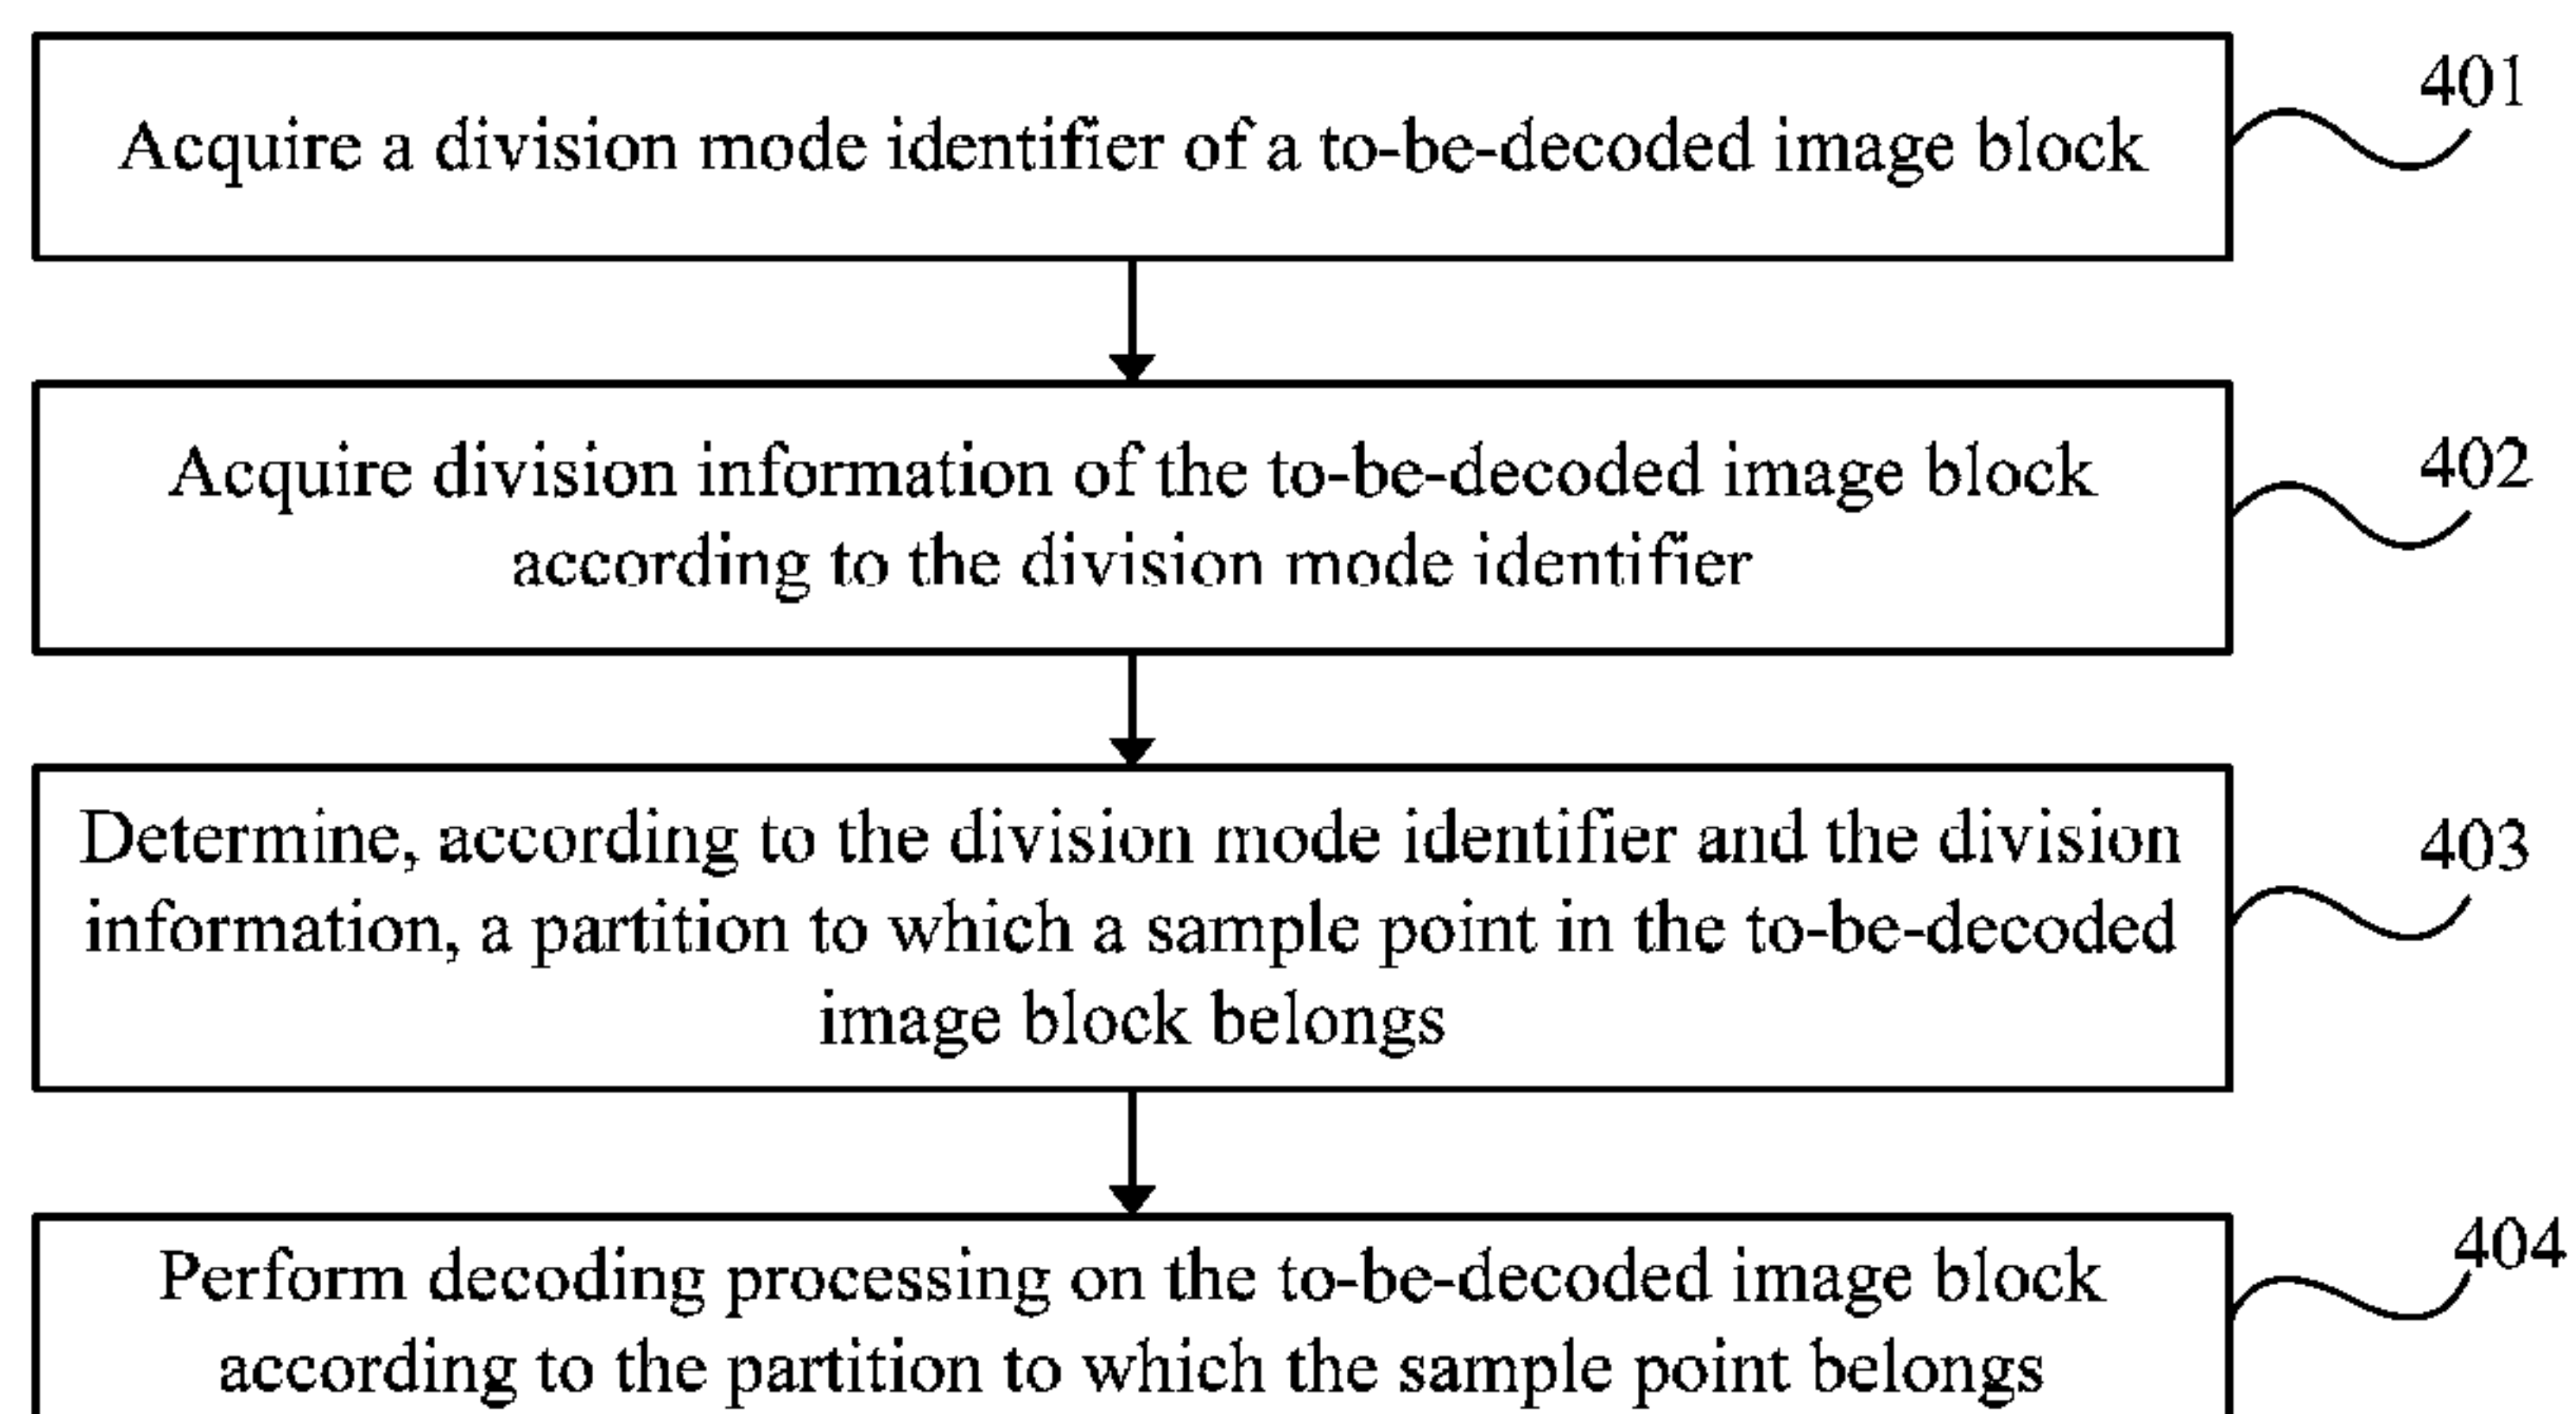 Acquire a division mode identifier of a to-be-decoded image block
401
Acquire division information of the to-be-decoded image block
according to the division mode identifier
402
Determine, according to the division mode identifier and the division
information, a partition to which a sample point in the to-be-decoded
image block belongs
403
Perform decoding processing on the to-be-decoded image block
according to the partition to which the sample point belongs
404